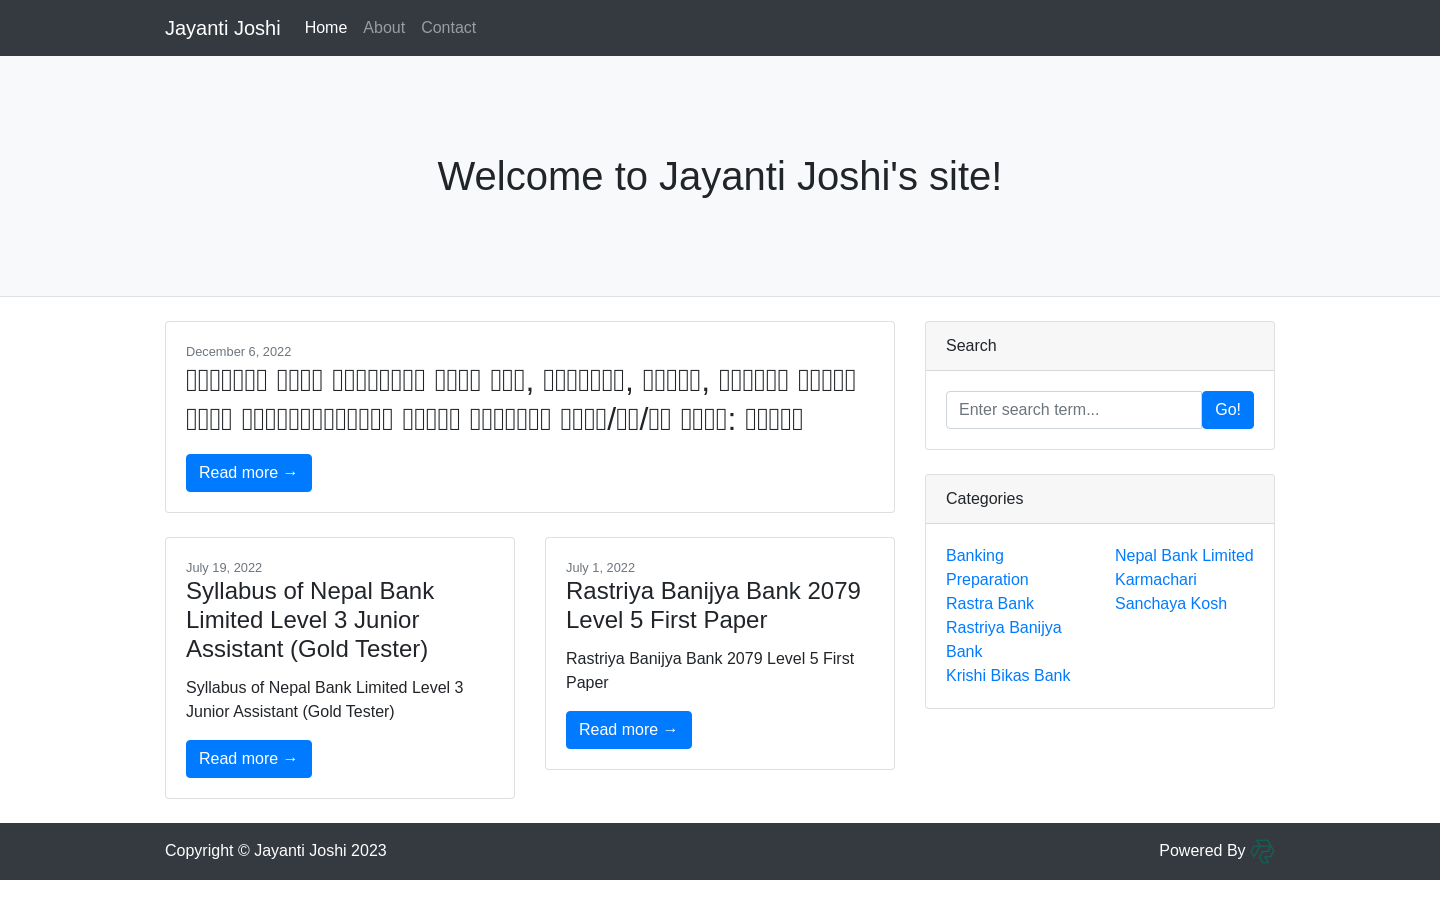 Jayanti Joshi
Home
About
Contact
Welcome to Jayanti Joshi's site!
December 6, 2022
Read more →
July 19, 2022
Syllabus of Nepal Bank
Limited Level 3 Junior
Assistant (Gold Tester)
Syllabus of Nepal Bank Limited Level 3
Junior Assistant (Gold Tester)
Read more →
July 1, 2022
Rastriya Banijya Bank 2079
Level 5 First Paper
Rastriya Banijya Bank 2079 Level 5 First
Paper
Read more →
Search
Enter search term...
Go!
Categories
Banking
Preparation
Rastra Bank
Rastriya Banijya
Bank
Krishi Bikas Bank
Nepal Bank Limited
Karmachari
Sanchaya Kosh
Copyright © Jayanti Joshi 2023
Powered By